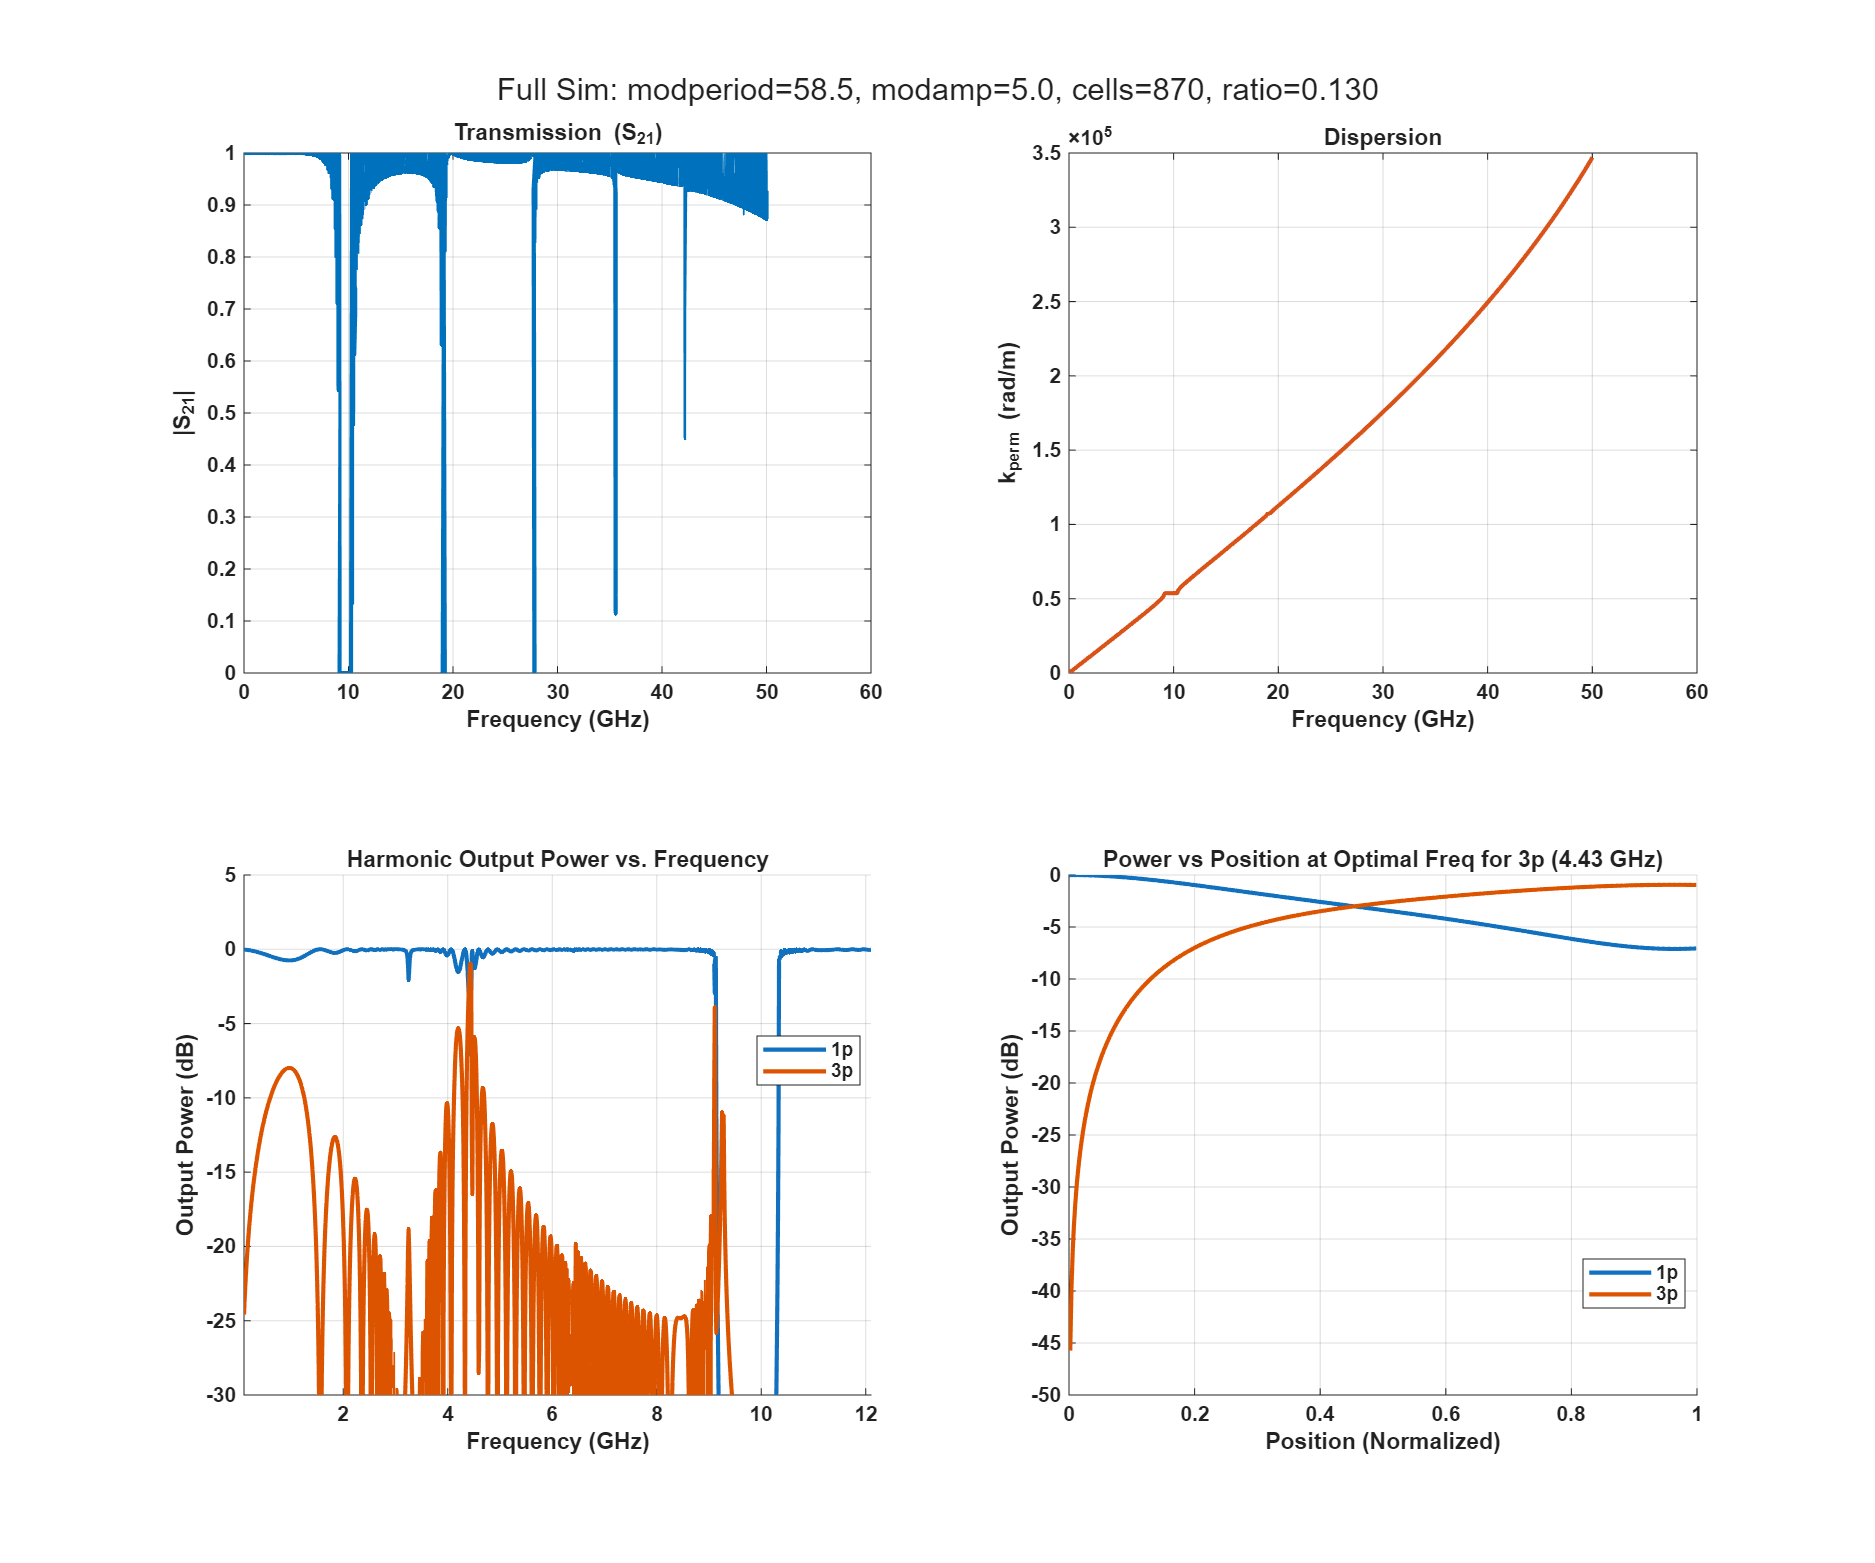 Full Sim: modperiod=58.5, modamp=5.0, cells=870, ratio=0.130
Transmission (S21)
1
0.9
0.8
0.7
0.6
0.5
0.4
0.3
0.2
0.1
0
|S21|
0 10 20 30 40 50 60
Frequency (GHz)
×10^5
Dispersion
3.5
3
2.5
2
1.5
1
0.5
0
kperm (rad/m)
0 10 20 30 40 50 60
Frequency (GHz)
Harmonic Output Power vs. Frequency
5
0
-5
-10
-15
-20
-25
-30
Output Power (dB)
1p
3p
2 4 6 8 10 12
Frequency (GHz)
Power vs Position at Optimal Freq for 3p (4.43 GHz)
0
-5
-10
-15
-20
-25
-30
-35
-40
-45
-50
Output Power (dB)
1p
3p
0 0.2 0.4 0.6 0.8 1
Position (Normalized)